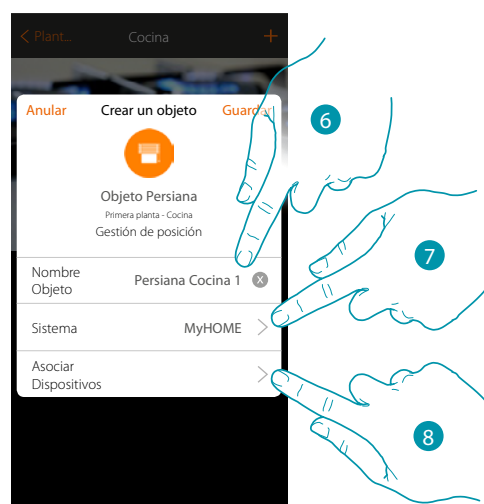 < Plant... Cocina +
Anular Crear un objeto Guardar
Objeto Persiana
Primera planta - Cocina
Gestión de posición
Nombre
Objeto
Persiana Cocina 1 X
Sistema MyHOME >
Asociar
Dispositivos >
6
7
8